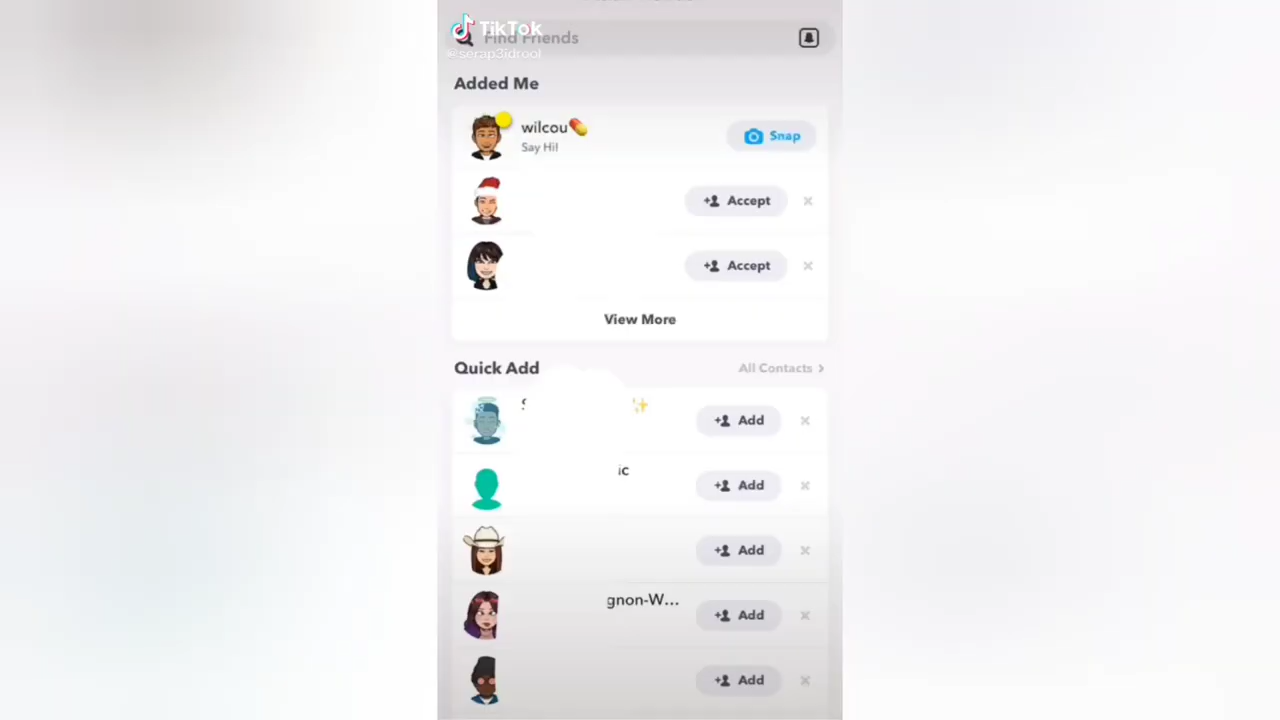 TikTok
Find Friends
@serap3idrool
Added Me
wilcou💊
Say Hi!
Snap
Accept
Accept
View More
Quick Add
All Contacts >
✨
Add
ic
Add
Add
gnon-W...
Add
Add